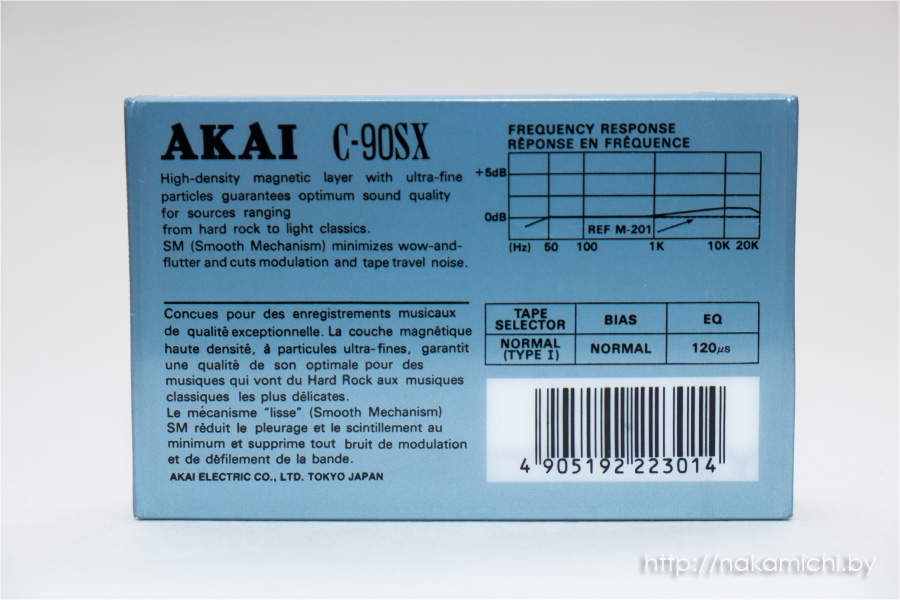 AKAI C-90SX
High-density magnetic layer with ultra-fine
particles guarantees optimum sound quality
for sources ranging
from hard rock to light classics.
SM (Smooth Mechanism) minimizes wow-and-
flutter and cuts modulation and tape travel noise.
FREQUENCY RESPONSE
RÉPONSE EN FRÉQUENCE
+5dB
0dB
REF M-201
(Hz) 50 100 1K 10K 20K
Concues pour des enregistrements musicaux
de qualité exceptionnelle. La couche magnétique
haute densité, â particules ultra-fines, garantit
une qualité de son optimale pour des
musiques qui vont du Hard Rock aux musiques
classiques les plus délicates.
Le mécanisme "lisse" (Smooth Mechanism)
SM réduit le pleurage et le scintillement au
minimum et supprime tout bruit de modulation
et de défilement de la bande.
AKAI ELECTRIC CO., LTD. TOKYO JAPAN
TAPE SELECTOR BIAS EQ
NORMAL (TYPE I) NORMAL 120µs
4 905192 223014
http://nakamichi.by